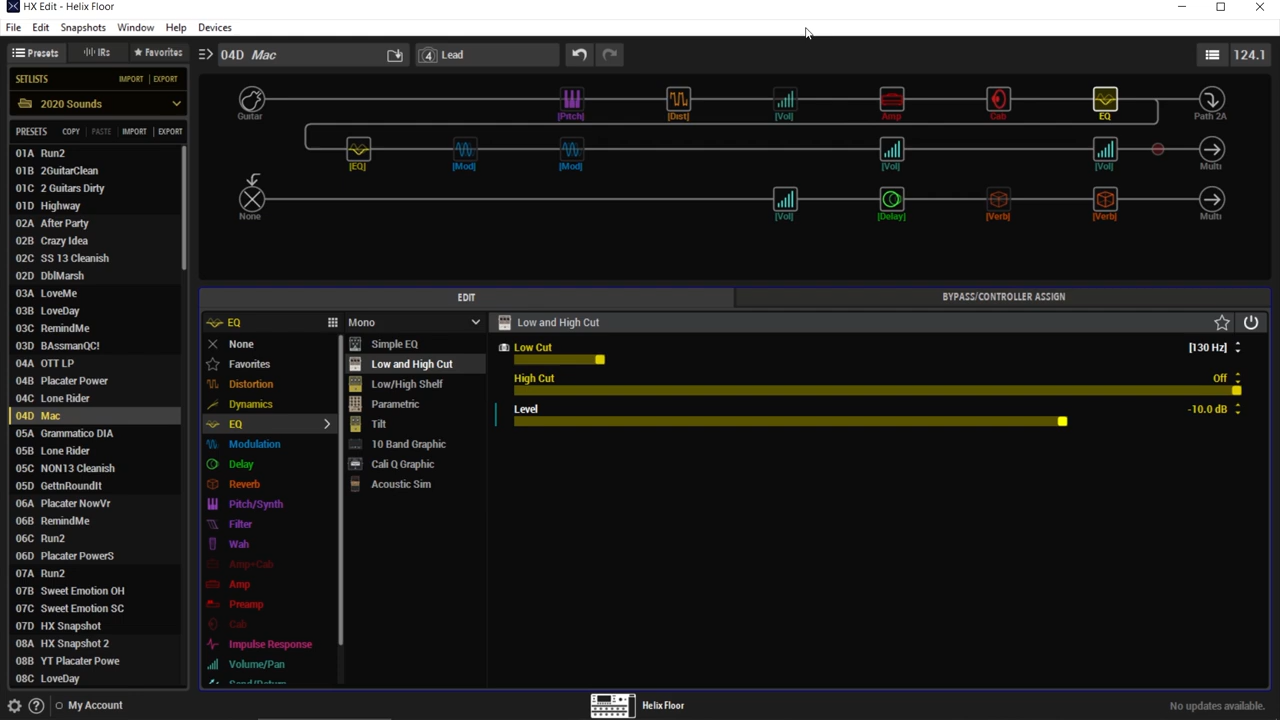 HX Edit - Helix Floor
File Edit Snapshots Window Help Devices
Presets IRs Favorites
04D Mac
4 Lead
124.1
SETLISTS IMPORT | EXPORT
2020 Sounds
PRESETS COPY PASTE IMPORT EXPORT
01A Run2
01B 2GuitarClean
01C 2 Guitars Dirty
01D Highway
02A After Party
02B Crazy Idea
02C SS 13 Cleanish
02D DblMarsh
03A LoveMe
03B LoveDay
03C RemindMe
03D BAssmanQC!
04A OTT LP
04B Placater Power
04C Lone Rider
04D Mac
05A Grammatico DIA
05B Lone Rider
05C NON13 Cleanish
05D GettnRoundIt
06A Placater NowVr
06B RemindMe
06C Run2
06D Placater PowerS
07A Run2
07B Sweet Emotion OH
07C Sweet Emotion SC
07D HX Snapshot
08A HX Snapshot 2
08B YT Placater Powe
08C LoveDay
Guitar [Pitch] [Dist] [Vol] Amp Cab EQ Path 2A
[EQ] [Mod] [Mod] [Vol] [Vol] Multi
None [Vol] [Delay] [Verb] [Verb] Multi
EDIT
BYPASS/CONTROLLER ASSIGN
EQ
None
Favorites
Distortion
Dynamics
EQ
Modulation
Delay
Reverb
Pitch/Synth
Filter
Wah
Amp+Cab
Amp
Preamp
Cab
Impulse Response
Volume/Pan
Send/Return
Mono
Simple EQ
Low and High Cut
Low/High Shelf
Parametric
Tilt
10 Band Graphic
Cali Q Graphic
Acoustic Sim
Low and High Cut
Low Cut [130 Hz]
High Cut Off
Level -10.0 dB
? My Account
Helix Floor
No updates available.